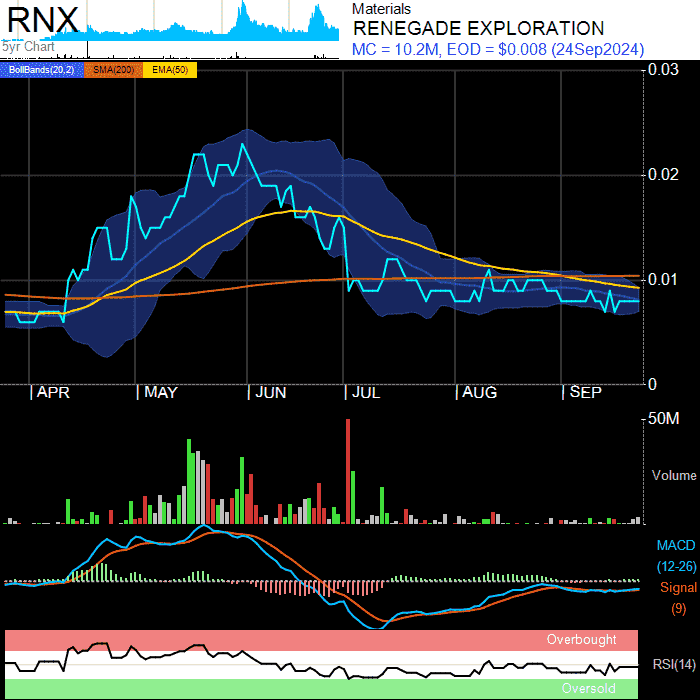 RNX
5yr Chart
Materials
RENEGADE EXPLORATION
MC = 10.2M, EOD = $0.008 (24Sep2024)
BollBands(20,2) SMA(200) EMA(50)
0.03
0.02
0.01
0
APR MAY JUN JUL AUG SEP
50M
Volume
MACD
(12-26)
Signal
(9)
Overbought
RSI(14)
Oversold